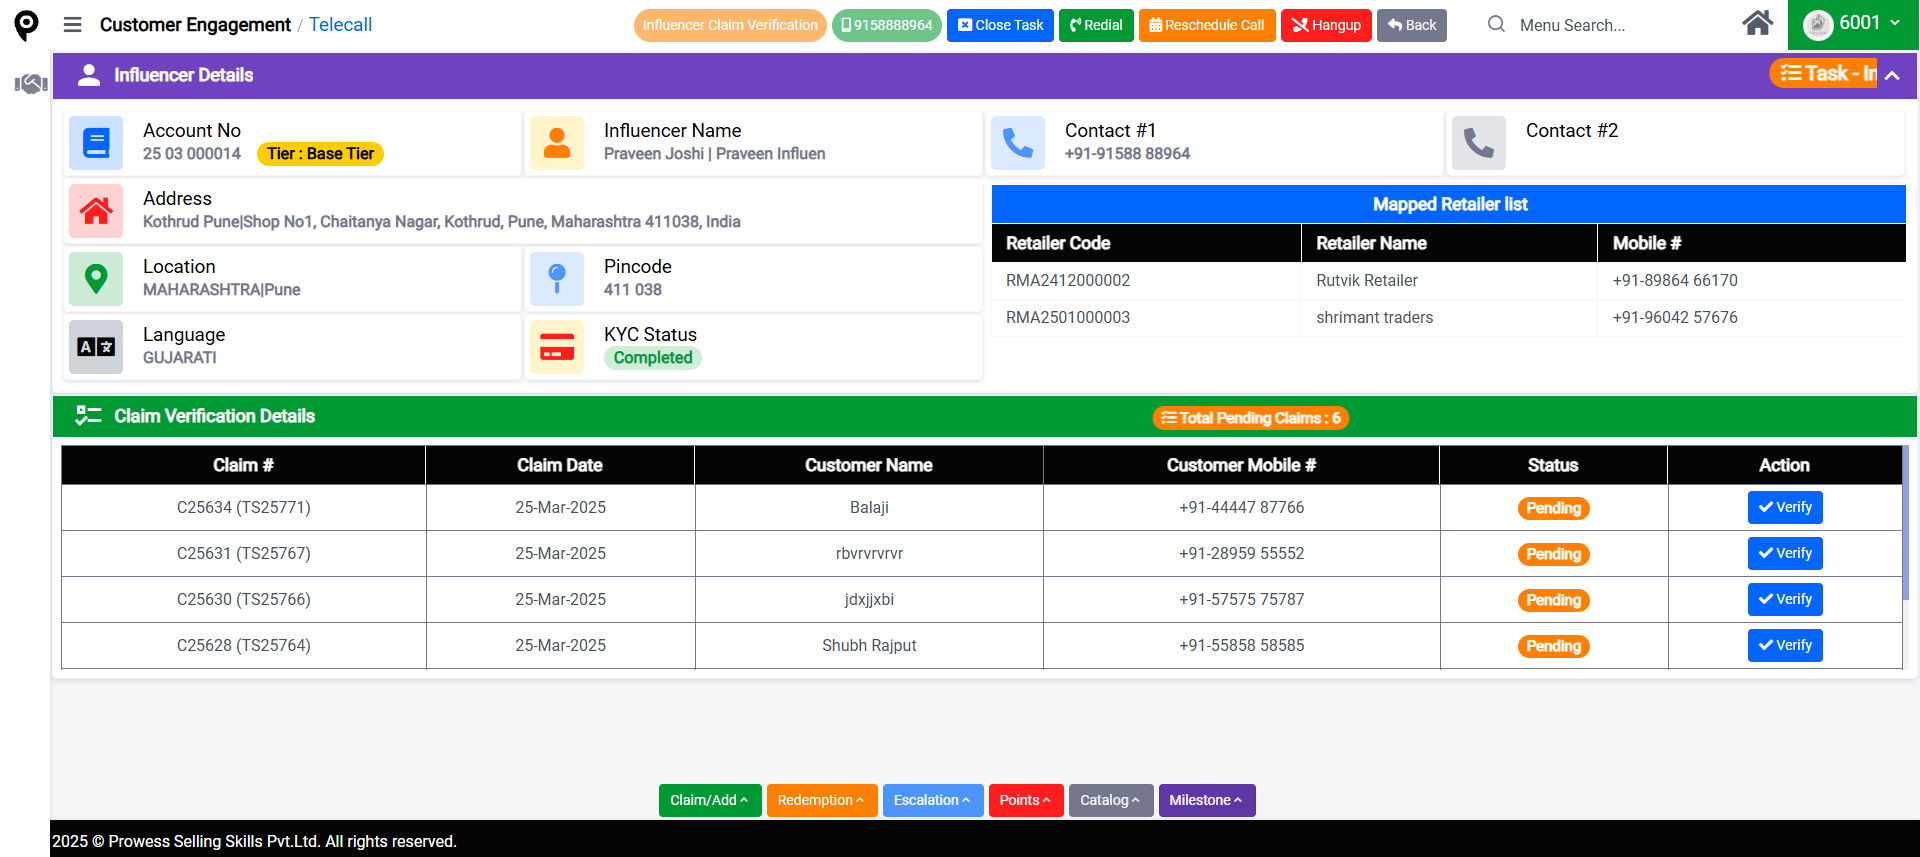 Customer Engagement / Telecall
Influencer Claim Verification
9158888964
Close Task
Redial
Reschedule Call
Hangup
Back
Menu Search...
6001
Influencer Details
Task - In
Account No
25 03 000014
Tier : Base Tier
Influencer Name
Praveen Joshi | Praveen Influen
Contact #1
+91-91588 88964
Contact #2
Address
Kothrud Pune|Shop No1, Chaitanya Nagar, Kothrud, Pune, Maharashtra 411038, India
Location
MAHARASHTRA|Pune
Pincode
411 038
Language
GUJARATI
KYC Status
Completed
Mapped Retailer list
Retailer Code Retailer Name Mobile #
RMA2412000002 Rutvik Retailer +91-89864 66170
RMA2501000003 shrimant traders +91-96042 57676
Claim Verification Details
Total Pending Claims : 6
Claim # Claim Date Customer Name Customer Mobile # Status Action
C25634 (TS25771) 25-Mar-2025 Balaji +91-44447 87766 Pending Verify
C25631 (TS25767) 25-Mar-2025 rbvrvrvrvr +91-28959 55552 Pending Verify
C25630 (TS25766) 25-Mar-2025 jdxjjxbi +91-57575 75787 Pending Verify
C25628 (TS25764) 25-Mar-2025 Shubh Rajput +91-55858 58585 Pending Verify
Claim/Add
Redemption
Escalation
Points
Catalog
Milestone
2025 © Prowess Selling Skills Pvt.Ltd. All rights reserved.